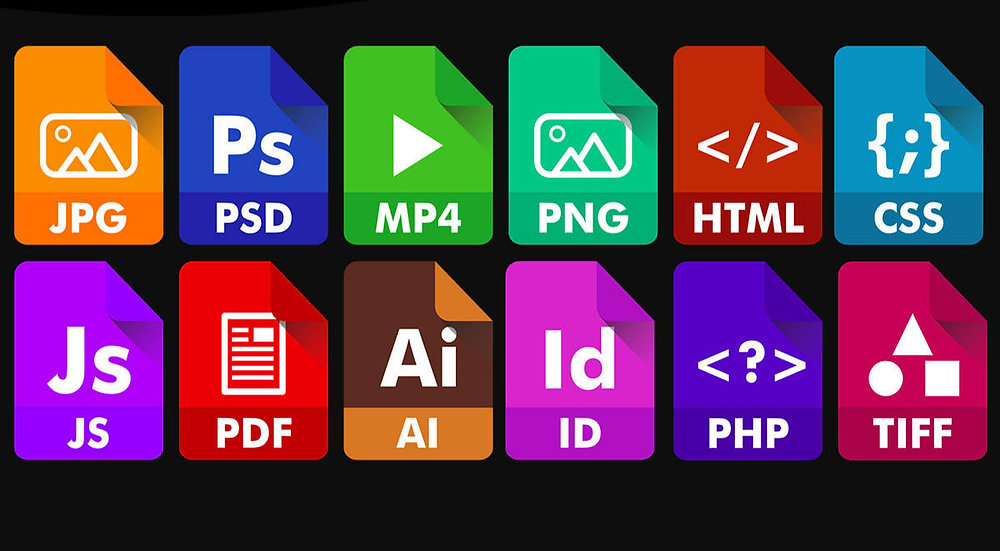 Ps </> {;}
JPG PSD MP4 PNG HTML CSS
Js Ai Id <?>
JS PDF AI ID PHP TIFF